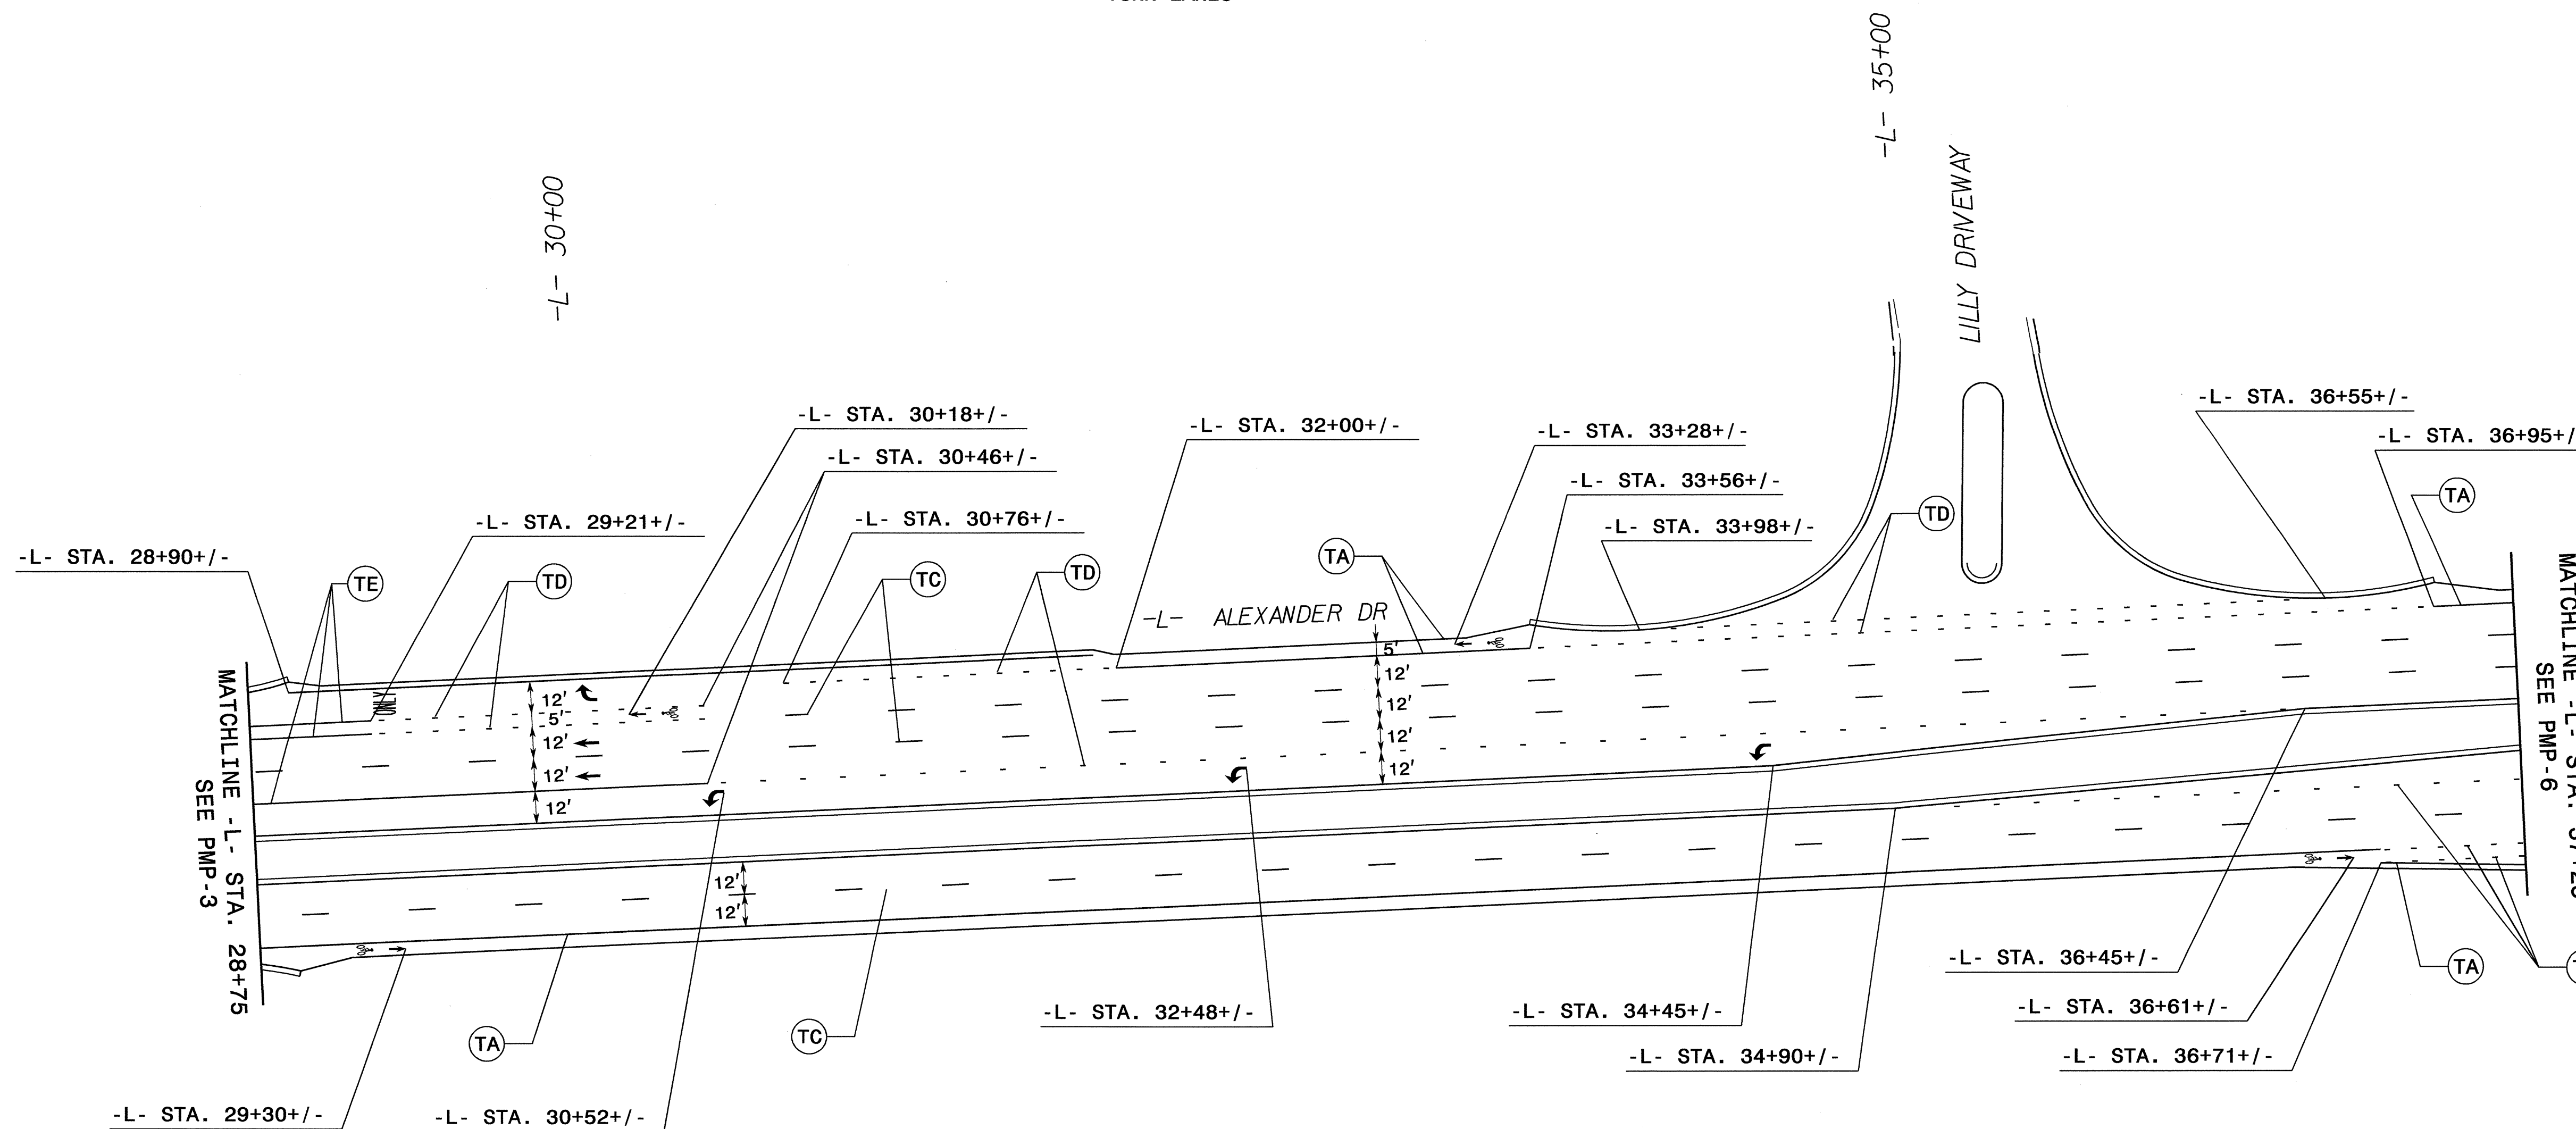 -L- 35+00
LILLY DRIVEWAY
-L- 30+00
-L- STA. 36+55+/-
-L- STA. 30+18+/-
-L- STA. 32+00+/-
-L- STA. 33+28+/-
-L- STA. 36+95+/
-L- STA. 30+46+/-
-L- STA. 33+56+/-
TA
-L- STA. 29+21+/-
-L- STA. 30+76+/-
-L- STA. 33+98+/-
TD
-L- STA. 28+90+/-
TE
TD
TC
TD
TA
-L- ALEXANDER DR
ONLY
12'
5'
12'
12'
12'
5'
12'
12'
12'
12'
12'
12'
MATCHLINE -L- STA. 28+75
SEE PMP-3
MATCHLINE -L- STA.
SEE PMP-6
-L- STA. 36+45+/-
TA
-L- STA. 32+48+/-
-L- STA. 34+45+/-
-L- STA. 36+61+/-
TA
TC
-L- STA. 34+90+/-
-L- STA. 36+71+/-
-L- STA. 29+30+/-
-L- STA. 30+52+/-